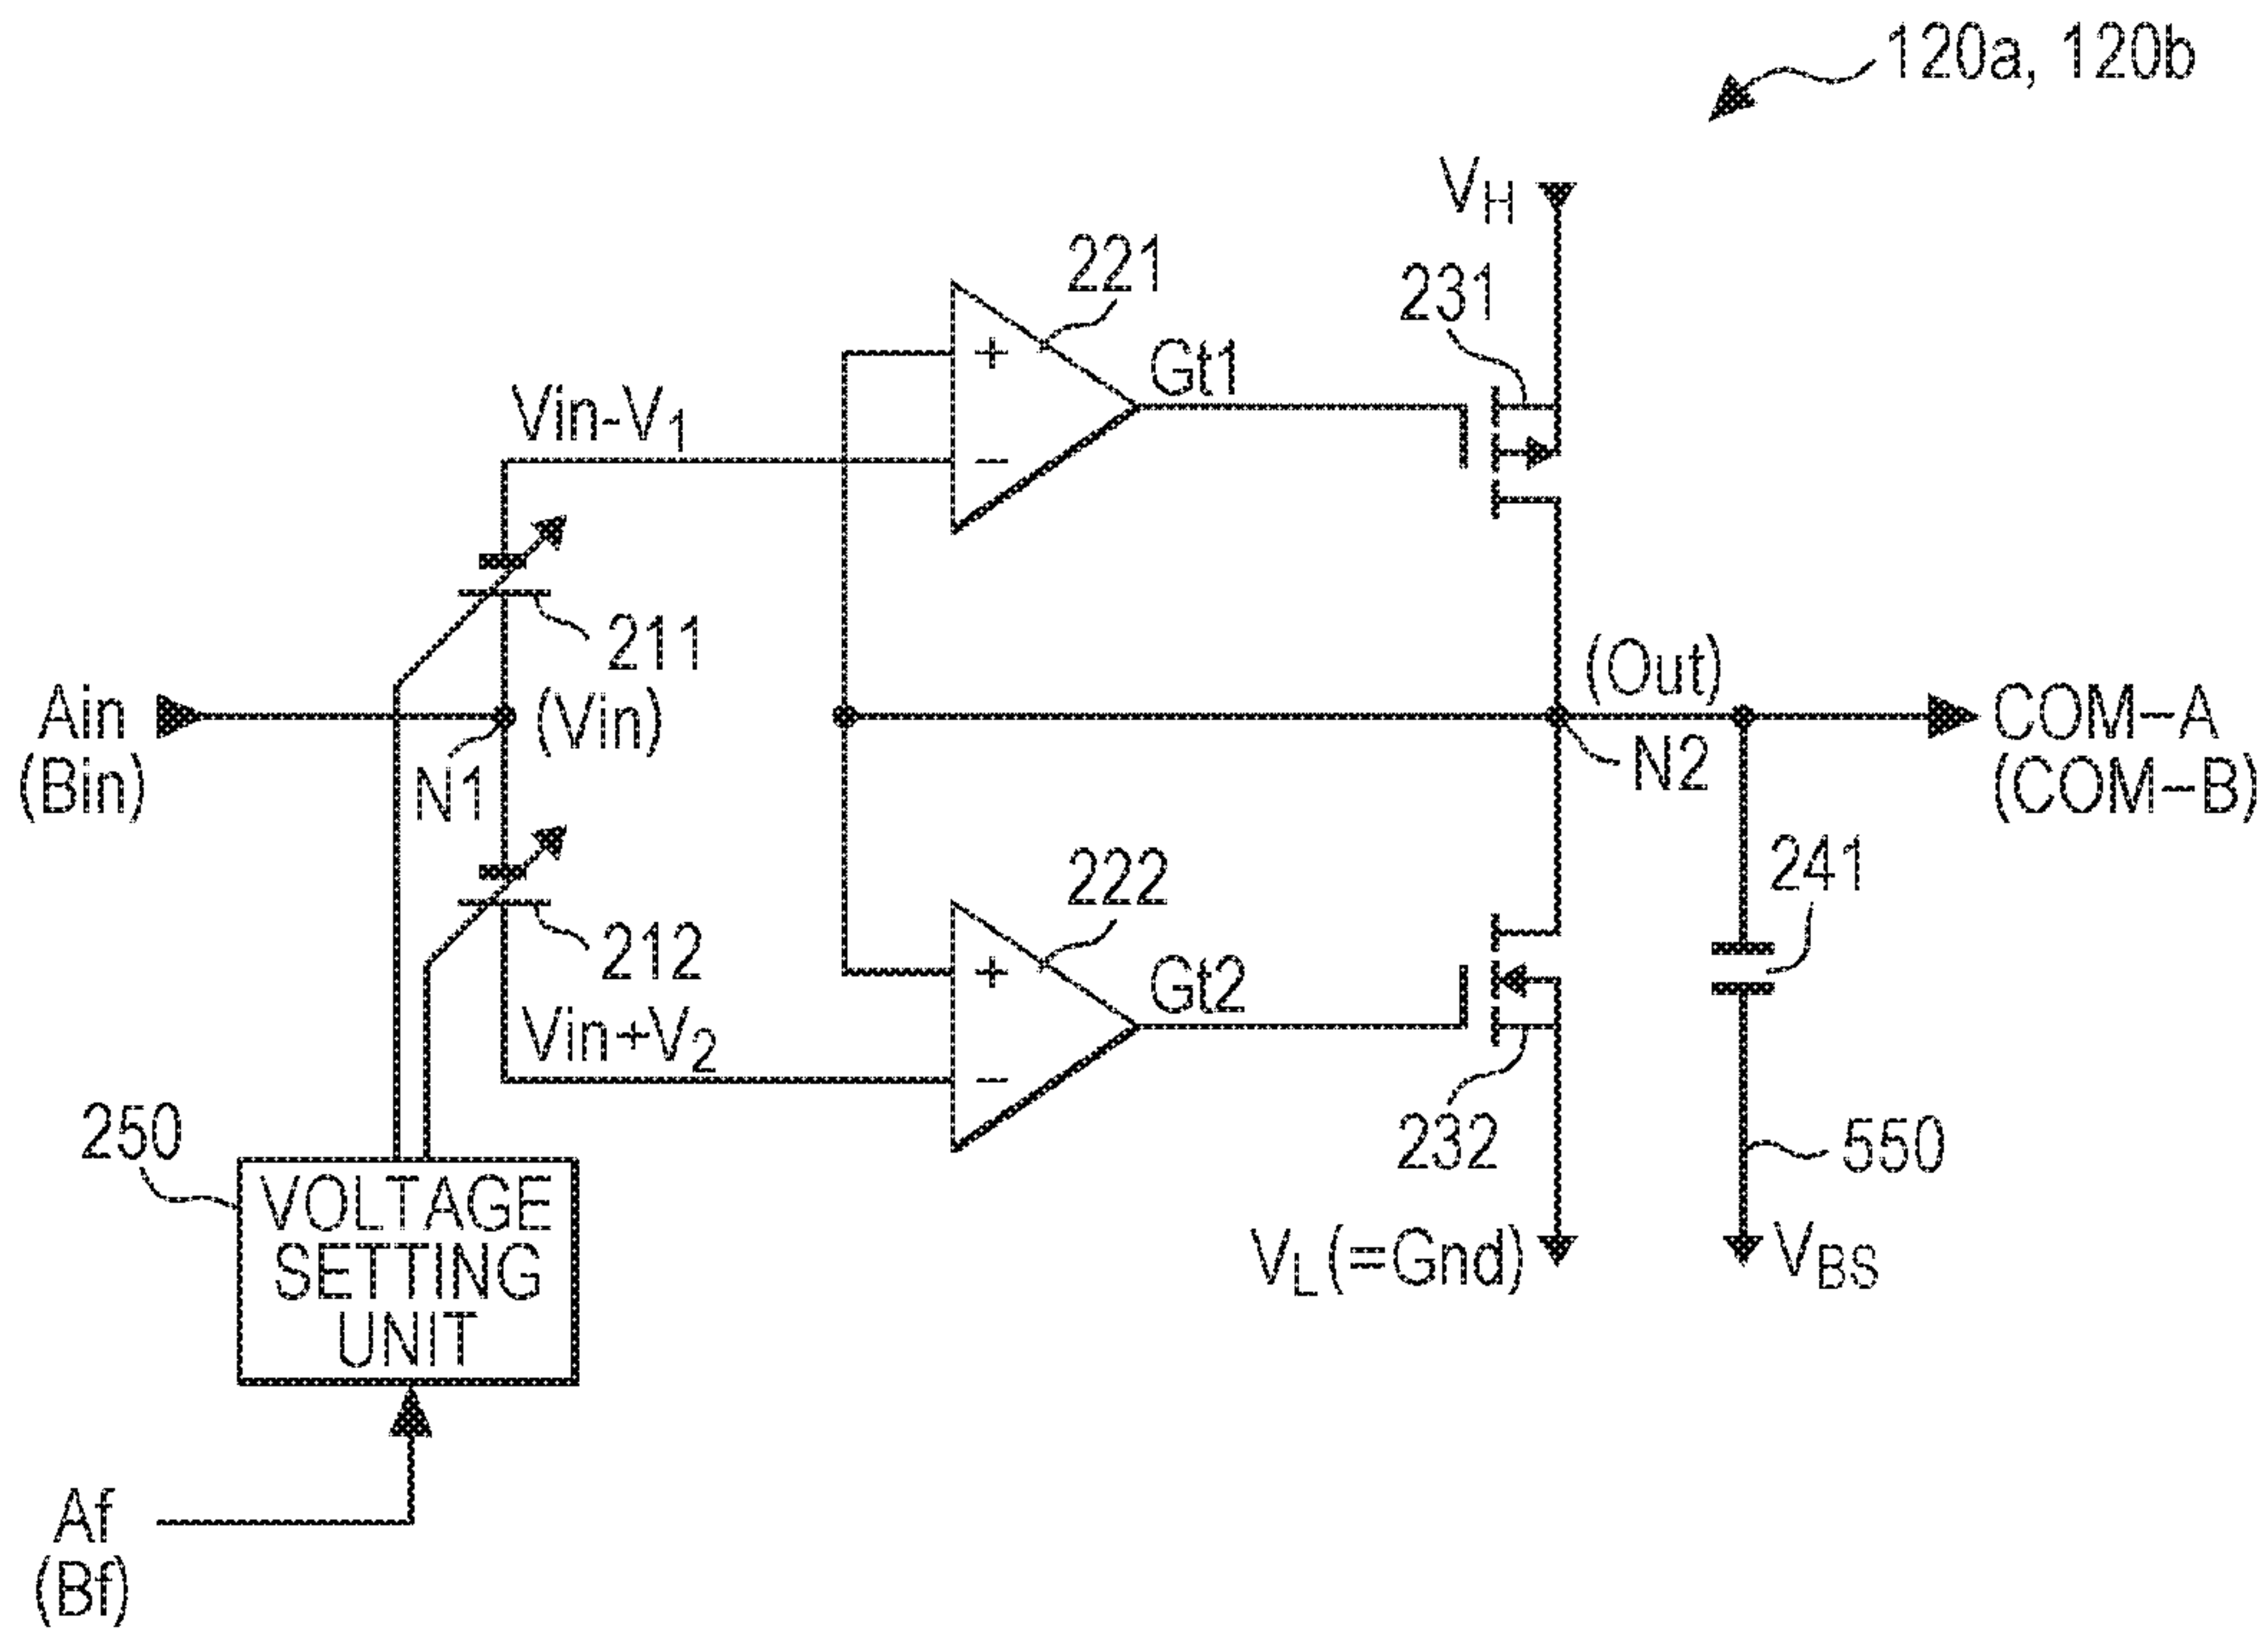 120a, 120b
VH
221
231
Gt1
Vin-V1
211
(Out)
Ain
(Vin)
COM-A
(Bin)
N1
N2
(COM-B)
241
222
212
Gt2
Vin+V2
250
232
550
VOLTAGE
SETTING
UNIT
VL(=Gnd)
VBS
Af
(Bf)
+
-
+
-